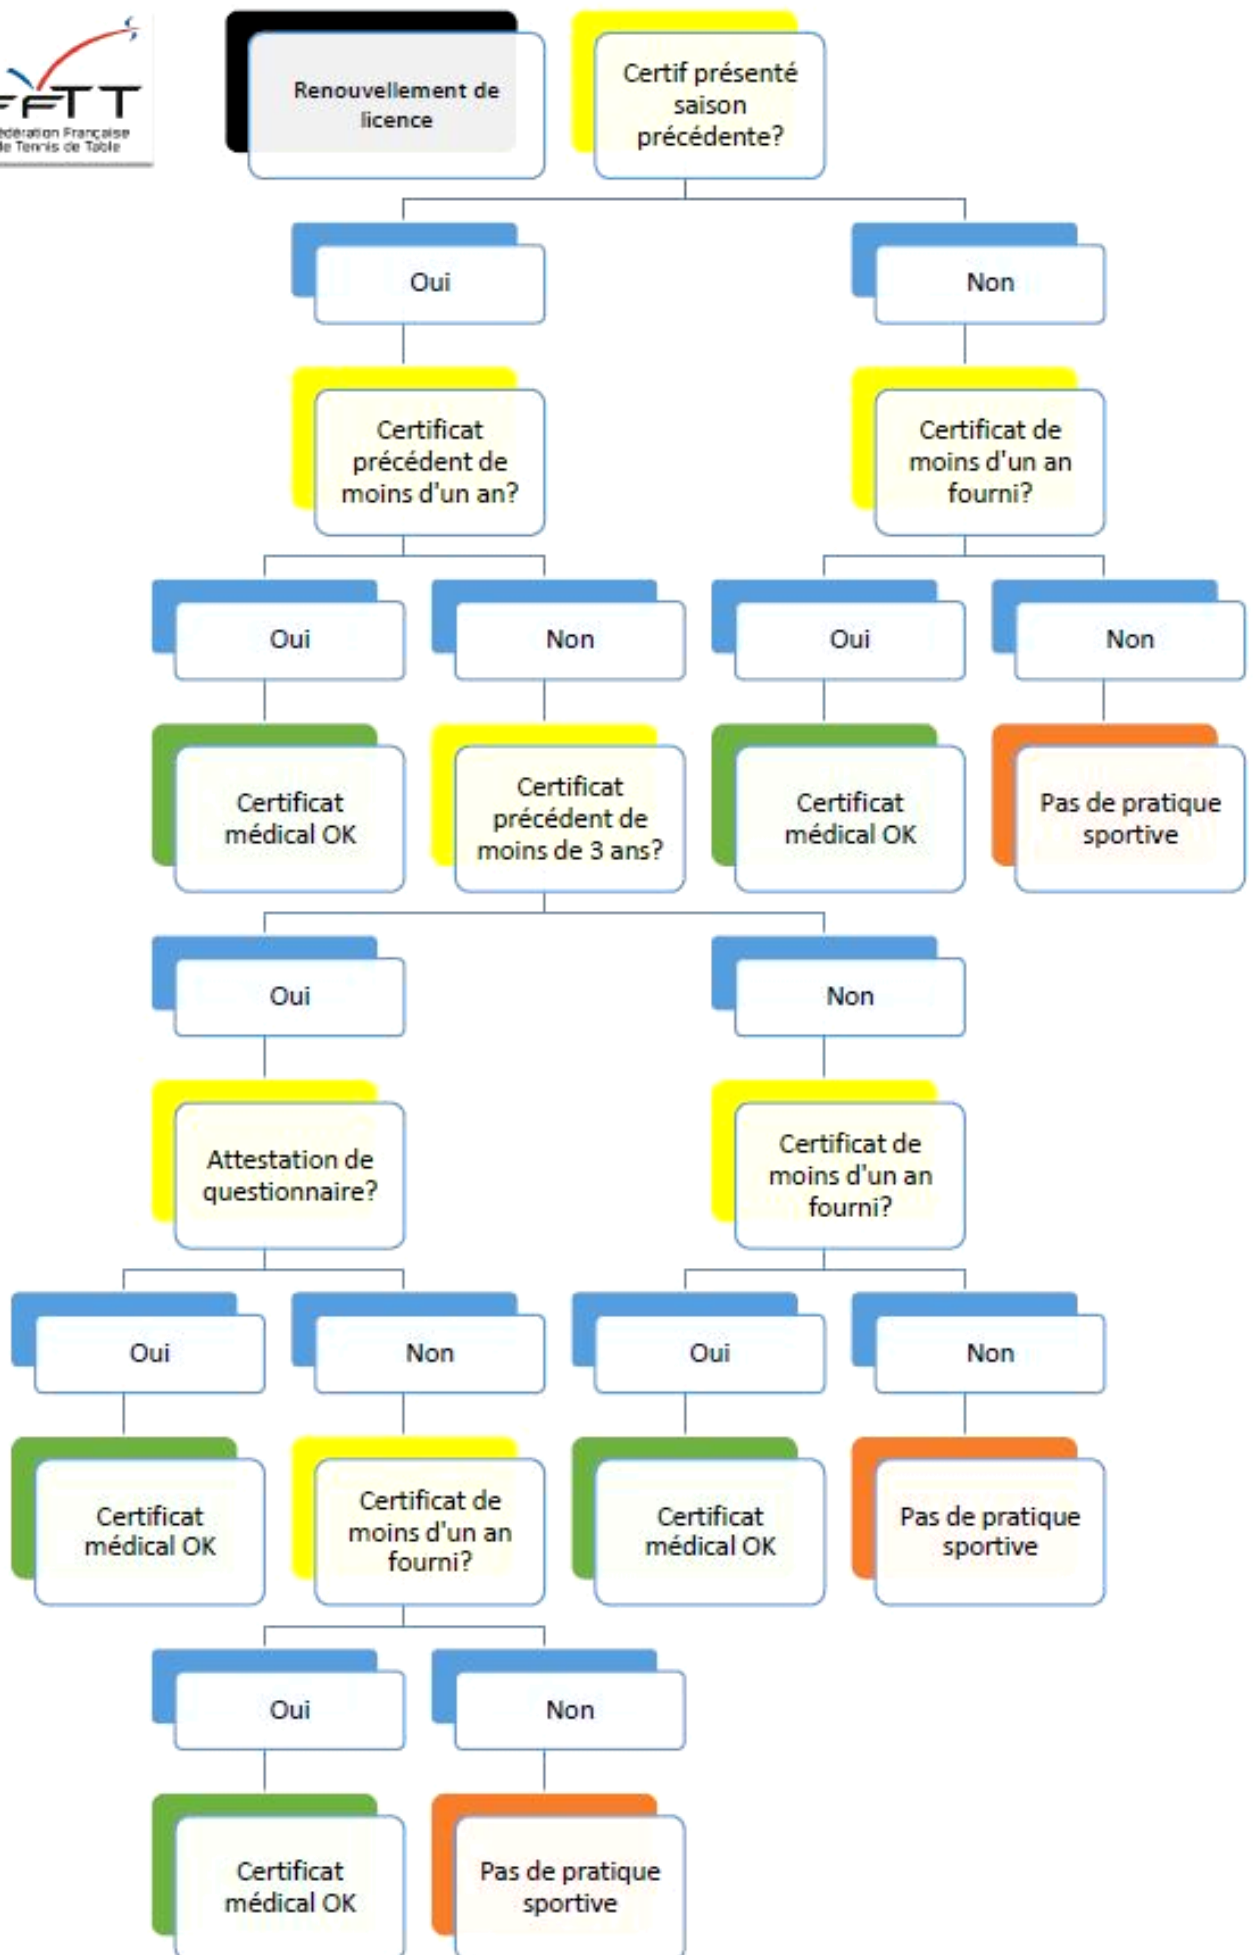 FFTT
Fédération Française
de Tennis de Table
Renouvellement de
licence
Certif présenté
saison
précédente?
Oui
Non
Certificat
précédent de
moins d'un an?
Certificat de
moins d'un an
fourni?
Oui
Non
Oui
Non
Certificat
médical OK
Certificat
précédent de
moins de 3 ans?
Certificat
médical OK
Pas de pratique
sportive
Oui
Non
Attestation de
questionnaire?
Certificat de
moins d'un an
fourni?
Oui
Non
Oui
Non
Certificat
médical OK
Certificat de
moins d'un an
fourni?
Certificat
médical OK
Pas de pratique
sportive
Oui
Non
Certificat
médical OK
Pas de pratique
sportive